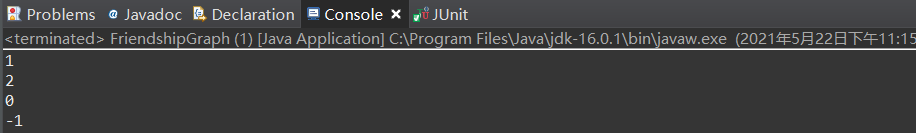 Problems @ Javadoc Declaration Console JUnit
<terminated> FriendshipGraph (1) [Java Application] C:\Program Files\Java\jdk-16.0.1\bin\javaw.exe (2021年5月22日下午11:15
1
2
0
-1